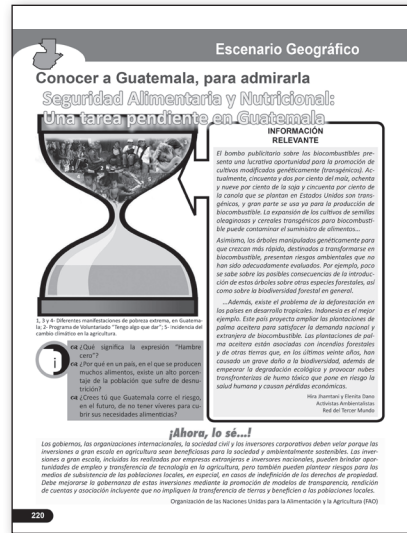 Escenario Geográfico
Conocer a Guatemala, para admirarla
Seguridad Alimentaria y Nutricional:
Una tarea pendiente en Guatemala
1, 3 y 4- Diferentes manifestaciones de pobreza extrema, en Guatema-
la; 2- Programa de Voluntariado "Tengo algo que dar"; 5- Incidencia del
cambio climático en la agricultura.
i
¿Qué significa la expresión "Hambre
cero"?
¿Por qué en un país, en el que se producen
muchos alimentos, existe un alto porcen-
taje de la población que sufre de desnu-
trición?
¿Crees tú que Guatemala corre el riesgo,
en el futuro, de no tener víveres para cu-
brir sus necesidades alimenticias?
INFORMACIÓN
RELEVANTE
El bombo publicitario sobre los biocombustibles pre-
senta una lucrativa oportunidad para la promoción de
cultivos modificados genéticamente (transgénicos). Ac-
tualmente, cincuenta y dos por ciento del maíz, ochenta
y nueve por ciento de la soja y cincuenta por ciento de
la canola que se plantan en Estados Unidos son trans-
génicos, y gran parte se usa ya para la producción de
biocombustible. La expansión de los cultivos de semillas
oleaginosas y cereales transgénicos para biocombusti-
ble puede contaminar el suministro de alimentos...
Asimismo, los árboles manipulados genéticamente para
que crezcan más rápido, destinados a transformarse en
biocombustible, presentan riesgos ambientales que no
han sido adecuadamente evaluados. Por ejemplo, poco
se sabe sobre las posibles consecuencias de la introduc-
ción de estos árboles sobre otras especies forestales, así
como sobre la biodiversidad forestal en general.
...Además, existe el problema de la deforestación en
los países en desarrollo tropicales. Indonesia es el mejor
ejemplo. Este país proyecta ampliar las plantaciones de
palma aceitera para satisfacer la demanda nacional y
extranjera de biocombustible. Las plantaciones de pal-
ma aceitera están asociadas con incendios forestales
y de otras tierras que, en los últimos veinte años, han
causado un grave daño a la biodiversidad, además de
empeorar la degradación ecológica y provocar nubes
transfronterizas de humo tóxico que pone en riesgo la
salud humana y causan pérdidas económicas.
Hira Jhamtani y Elenita Dano
Activistas Ambientalistas
Red del Tercer Mundo
¡Ahora, lo sé...!
Los gobiernos, las organizaciones internacionales, la sociedad civil y los inversores corporativos deben velar porque las
inversiones a gran escala en agricultura sean beneficiosas para la sociedad y ambientalmente sostenibles. Las inver-
siones a gran escala, incluidas las realizadas por empresas extranjeras e inversores nacionales, pueden brindar opor-
tunidades de empleo y transferencia de tecnología en la agricultura, pero también pueden plantear riesgos para los
medios de subsistencia de las poblaciones locales, en especial, en casos de indefinición de los derechos de propiedad.
Debe mejorarse la gobernanza de estas inversiones mediante la promoción de modelos de transparencia, rendición
de cuentas y asociación incluyente que no impliquen la transferencia de tierras y beneficien a las poblaciones locales.
Organización de las Naciones Unidas para la Alimentación y la Agricultura (FAO)
220